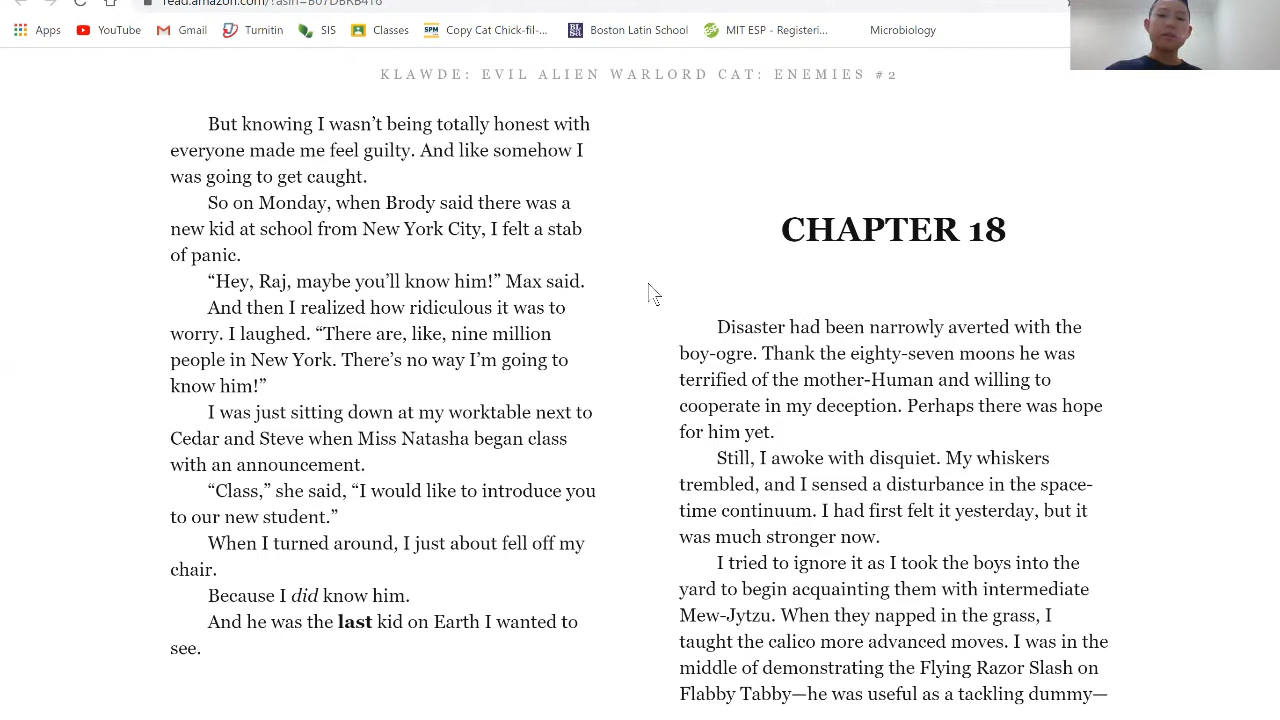 read.amazon.com/?asin=B07DBRB418
Apps YouTube Gmail Turnitin SIS Classes SPM Copy Cat Chick-fil-... Boston Latin School MIT ESP - Registeri... Microbiology
KLAWDE: EVIL ALIEN WARLORD CAT: ENEMIES #2
But knowing I wasn’t being totally honest with
everyone made me feel guilty. And like somehow I
was going to get caught.
So on Monday, when Brody said there was a
new kid at school from New York City, I felt a stab
of panic.
“Hey, Raj, maybe you’ll know him!” Max said.
And then I realized how ridiculous it was to
worry. I laughed. “There are, like, nine million
people in New York. There’s no way I’m going to
know him!”
I was just sitting down at my worktable next to
Cedar and Steve when Miss Natasha began class
with an announcement.
“Class,” she said, “I would like to introduce you
to our new student.”
When I turned around, I just about fell off my
chair.
Because I did know him.
And he was the last kid on Earth I wanted to
see.
CHAPTER 18
Disaster had been narrowly averted with the
boy-ogre. Thank the eighty-seven moons he was
terrified of the mother-Human and willing to
cooperate in my deception. Perhaps there was hope
for him yet.
Still, I awoke with disquiet. My whiskers
trembled, and I sensed a disturbance in the space-
time continuum. I had first felt it yesterday, but it
was much stronger now.
I tried to ignore it as I took the boys into the
yard to begin acquainting them with intermediate
Mew-Jytzu. When they napped in the grass, I
taught the calico more advanced moves. I was in the
middle of demonstrating the Flying Razor Slash on
Flabby Tabby—he was useful as a tackling dummy—